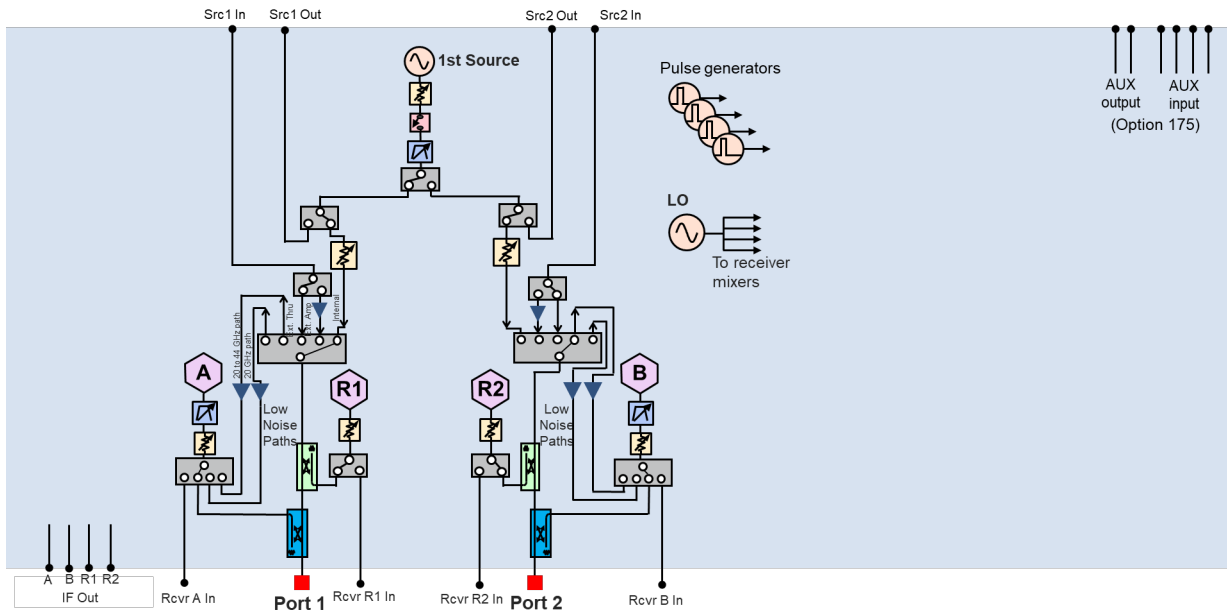 Src1 In
Src1 Out
Src2 Out
Src2 In
1st Source
Pulse generators
AUX
output
AUX
input
(Option 175)
LO
To receiver
mixers
Ext. Thru
Ext. Amp
Internal
20 to 44 GHz path
20 GHz path
A
R1
R2
B
Low
Noise
Paths
Low
Noise
Paths
A
B
R1
R2
IF Out
Rcvr A In
Port 1
Rcvr R1 In
Rcvr R2 In
Port 2
Rcvr B In